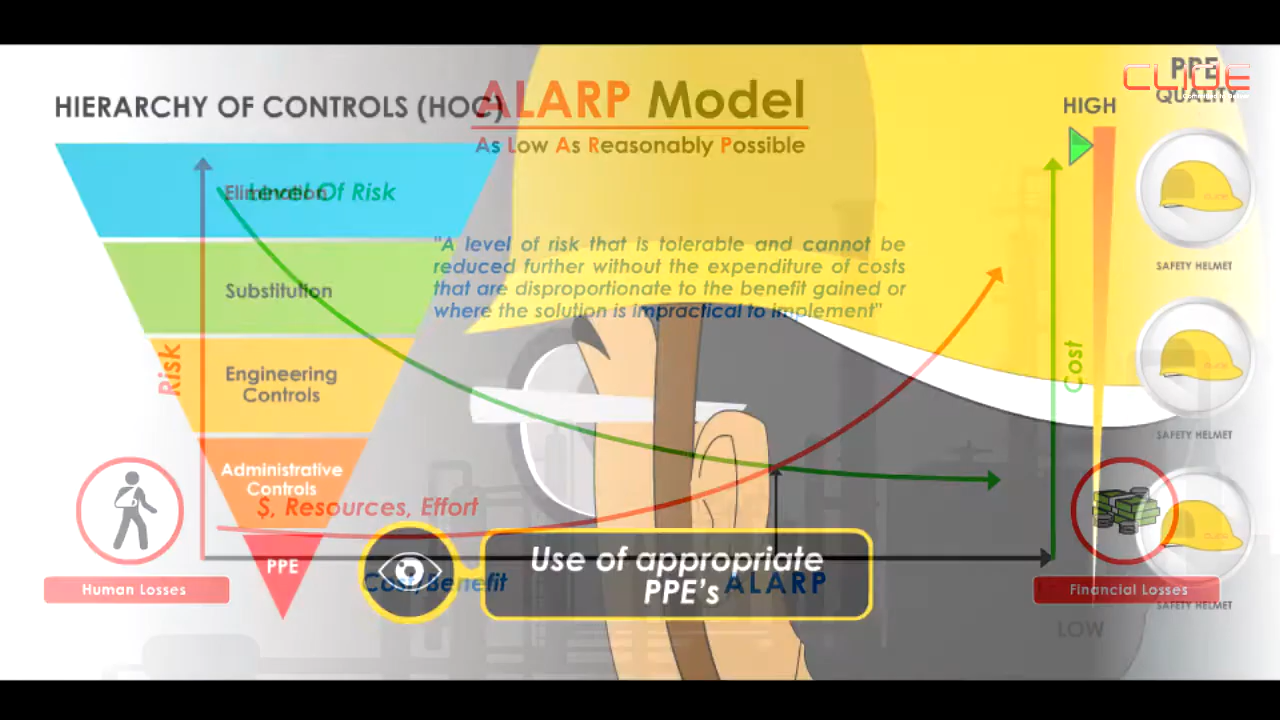 HIERARCHY OF CONTROLS (HOC)
Elimination
Substitution
Engineering
Controls
Administrative
Controls
PPE
ALARP Model
As Low As Reasonably Possible
Level Of Risk
"A level of risk that is tolerable and cannot be
reduced further without the expenditure of costs
that are disproportionate to the benefit gained or
where the solution is impractical to implement"
Risk
$, Resources, Effort
Cost/Benefit
ALARP
Cost
Human Losses
Financial Losses
Use of appropriate
PPE's
HIGH
LOW
PPE
QUALITY
SAFETY HELMET
SAFETY HELMET
SAFETY HELMET